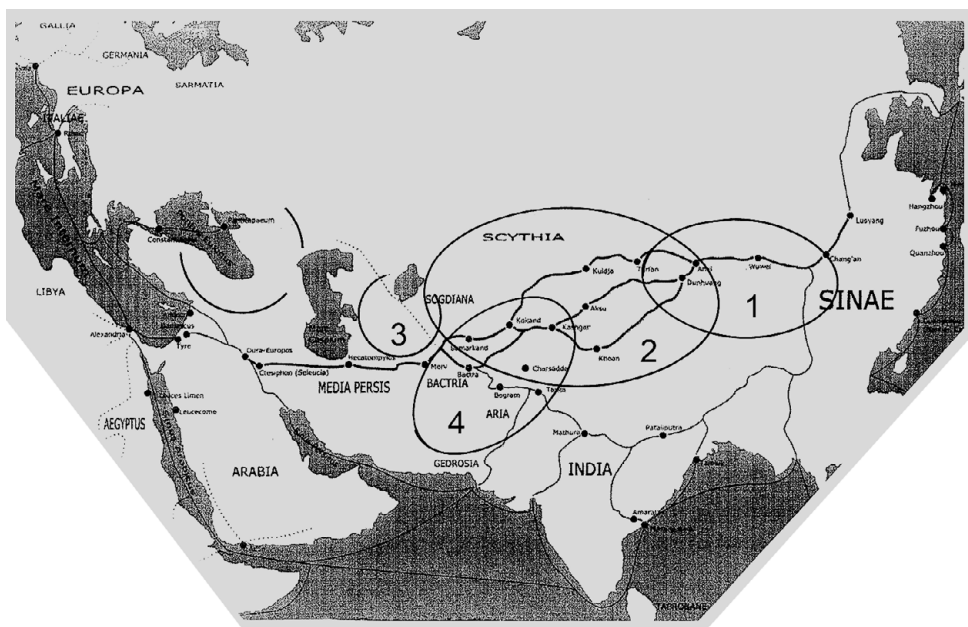 GALLIA
GERMANIA
SARMATIA
EUROPA
ITALIAE
SCYTHIA
Hangzhou
Luoyang
Fuzhou
Quanzhou
Kuldja
Turfan
Anxi
Wuwei
Chang'an
Dunhuang
SINAE
LIBYA
SOGDIANA
1
3
2
4
Aksu
Kokand
Kashgar
Khoan
Samarkand
Alexandria
Damascus
Tyre
Dura-Europos
Ctesiphon (Seleucia)
Hecatompylos
Merv
MEDIA PERSIS
BACTRIA
Bactra
Charsadda
Begram
Taxila
ARIA
AEGYPTUS
Leucecome
Mathura
GEDROSIA
ARABIA
INDIA
TAPROBANE